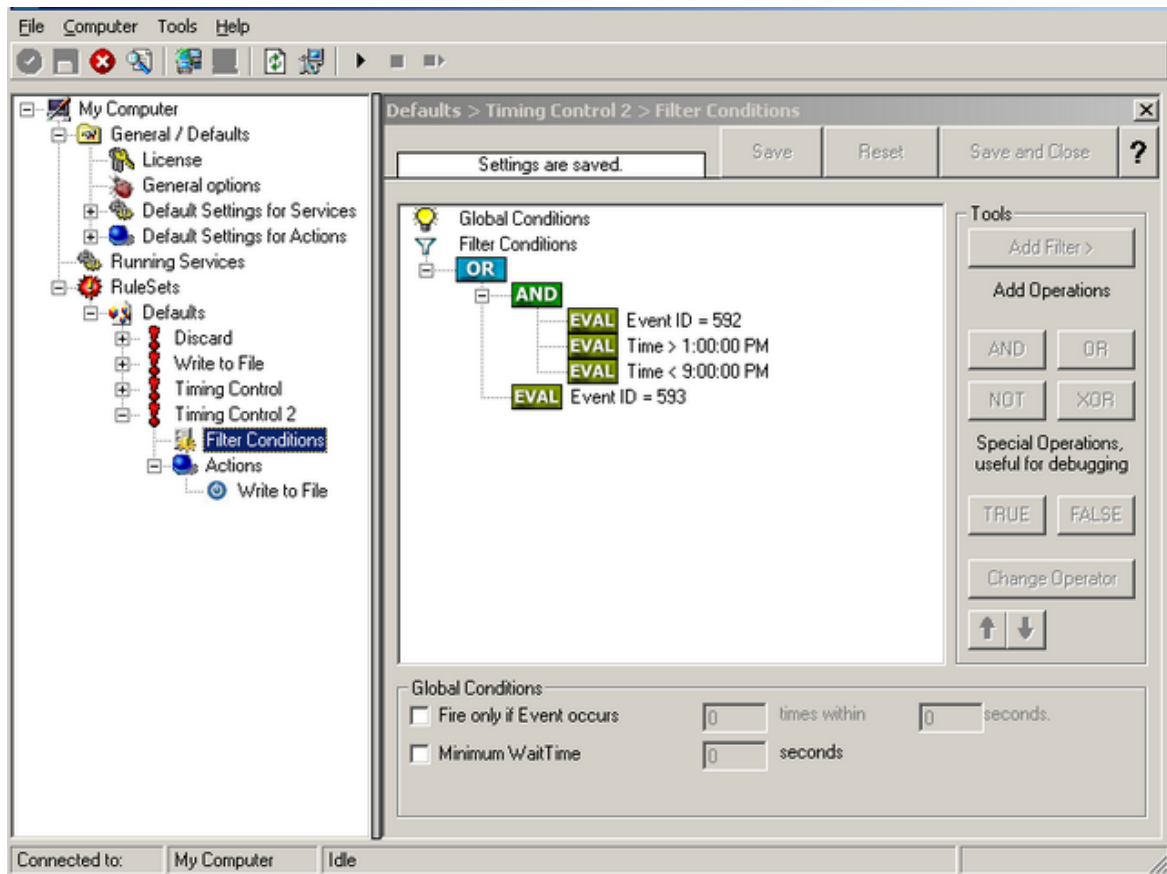 File Computer Tools Help
My Computer
General / Defaults
License
General options
Default Settings for Services
Default Settings for Actions
Running Services
RuleSets
Defaults
Discard
Write to File
Timing Control
Timing Control 2
Filter Conditions
Actions
Write to File
Defaults > Timing Control 2 > Filter Conditions
Settings are saved.
Save
Reset
Save and Close
?
Global Conditions
Filter Conditions
OR
AND
EVAL Event ID = 592
EVAL Time > 1:00:00 PM
EVAL Time < 9:00:00 PM
EVAL Event ID = 593
Tools
Add Filter >
Add Operations
AND OR
NOT XOR
Special Operations,
useful for debugging
TRUE FALSE
Change Operator
Global Conditions
Fire only if Event occurs 0 times within 0 seconds.
Minimum WaitTime 0 seconds
Connected to: My Computer Idle